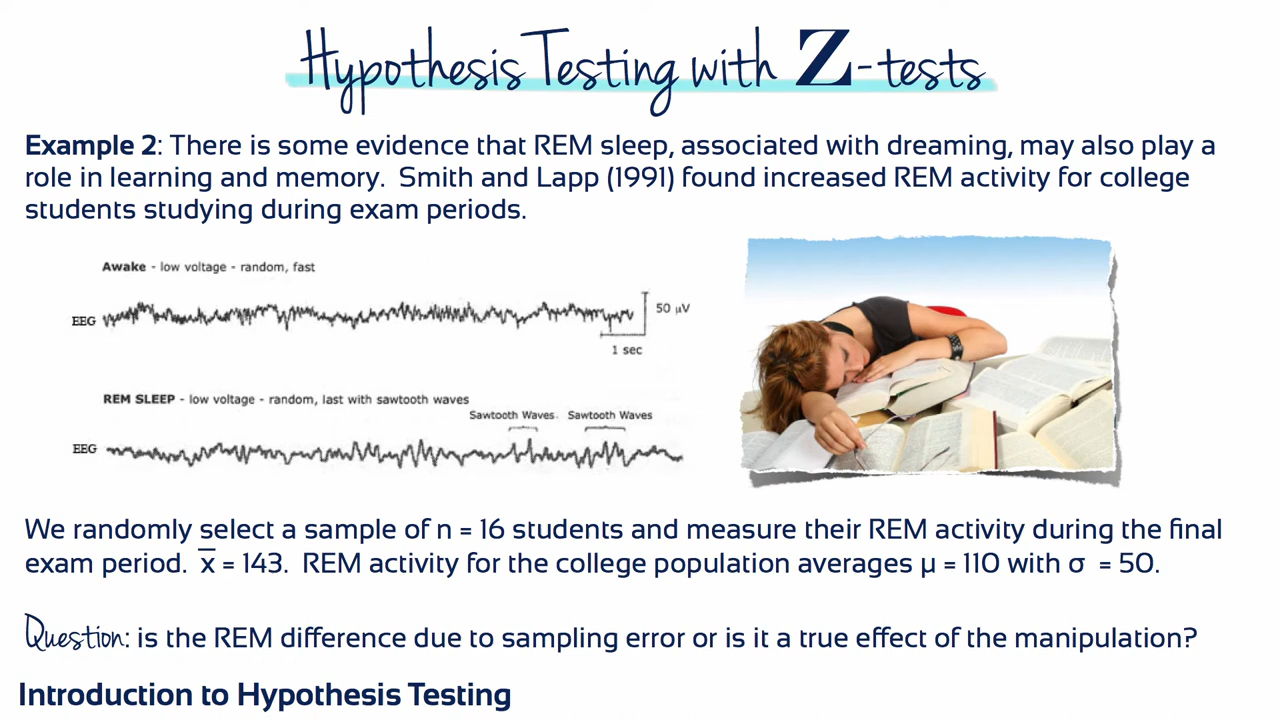 Hypothesis Testing with Z-tests
Example 2: There is some evidence that REM sleep, associated with dreaming, may also play a
role in learning and memory. Smith and Lapp (1991) found increased REM activity for college
students studying during exam periods.
Awake - low voltage - random, fast
EEG
50 µV
1 sec
REM SLEEP - low voltage - random, last with sawtooth waves
Sawtooth Waves Sawtooth Waves
EEG
We randomly select a sample of n = 16 students and measure their REM activity during the final
exam period. x̅ = 143. REM activity for the college population averages µ = 110 with σ = 50.
Question: is the REM difference due to sampling error or is it a true effect of the manipulation?
Introduction to Hypothesis Testing